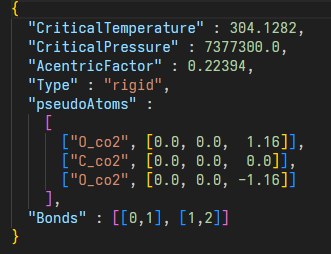 {
"CriticalTemperature" : 304.1282,
"CriticalPressure" : 7377300.0,
"AcentricFactor" : 0.22394,
"Type" : "rigid",
"pseudoAtoms" :
[
["O_co2", [0.0, 0.0,  1.16]],
["C_co2", [0.0, 0.0,  0.0]],
["O_co2", [0.0, 0.0, -1.16]]
],
"Bonds" : [[0,1], [1,2]]
}